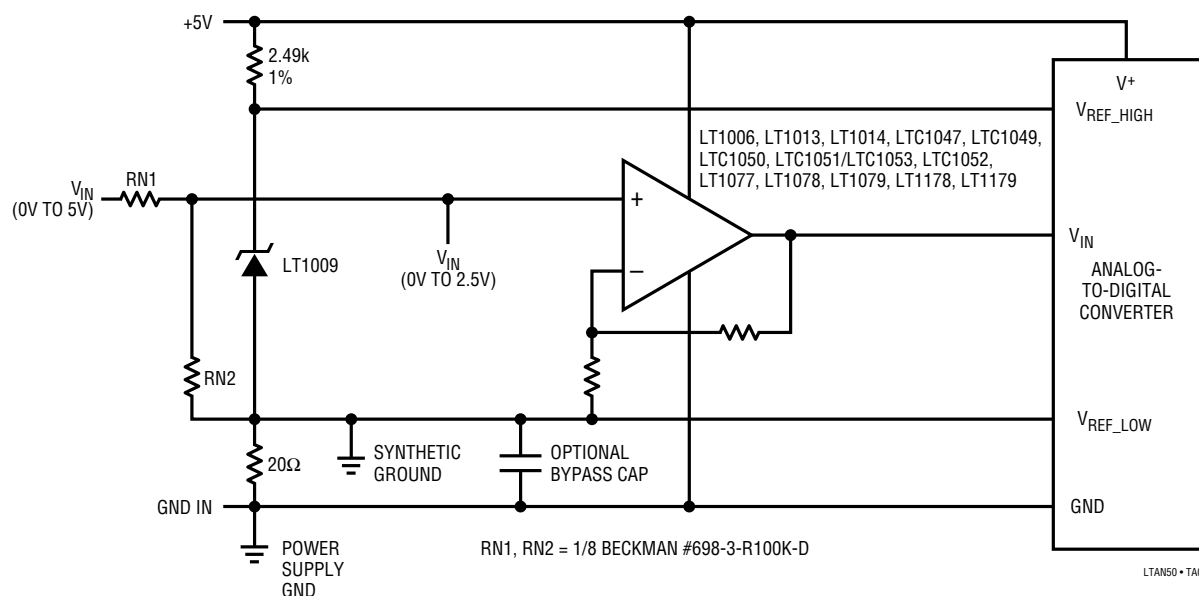 +5V
2.49k
1%
V+
VREF_HIGH
LT1006, LT1013, LT1014, LTC1047, LTC1049,
LTC1050, LTC1051/LTC1053, LTC1052,
LT1077, LT1078, LT1079, LT1178, LT1179
RN1
VIN
(0V TO 5V)
+
VIN
LT1009
VIN
(0V TO 2.5V)
–
ANALOG-
TO-DIGITAL
CONVERTER
RN2
VREF_LOW
20Ω
SYNTHETIC
GROUND
OPTIONAL
BYPASS CAP
GND IN
GND
POWER
SUPPLY
GND
RN1, RN2 = 1/8 BECKMAN #698-3-R100K-D
LTAN50 •